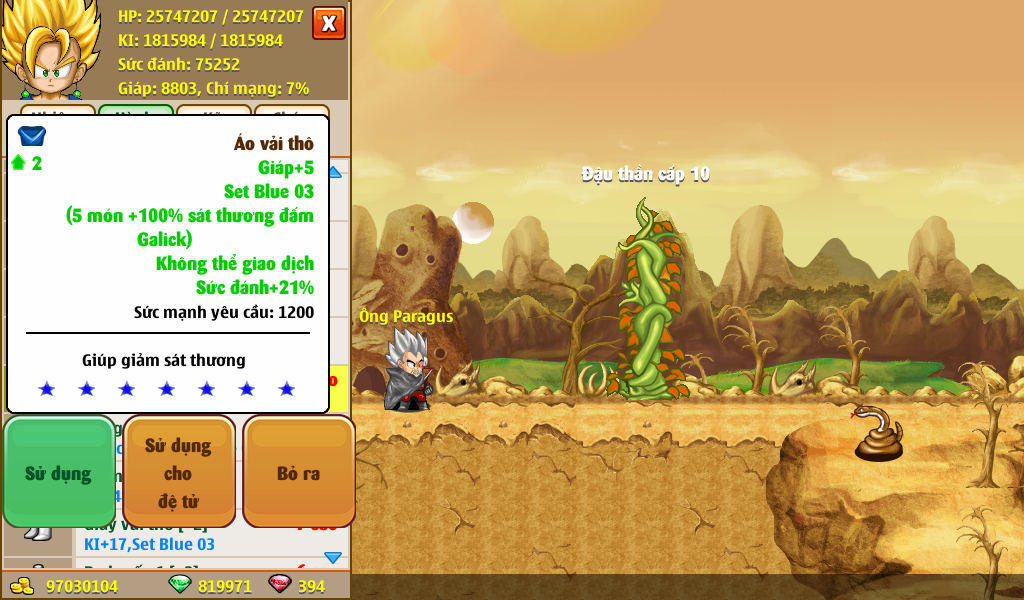 HP: 25747207 / 25747207
KI: 1815984 / 1815984
Sức đánh: 75252
Giáp: 8803, Chí mạng: 7%
X
Áo vải thô
2
Giáp+5
Set Blue 03
(5 món +100% sát thương đấm
Galick)
Không thể giao dịch
Sức đánh+21%
Sức mạnh yêu cầu: 1200
Giúp giảm sát thương
Sử dụng
Sử dụng
cho
đệ tử
Bỏ ra
KI+17,Set Blue 03
97030104
819971
394
Đậu thần cấp 10
Ông Paragus